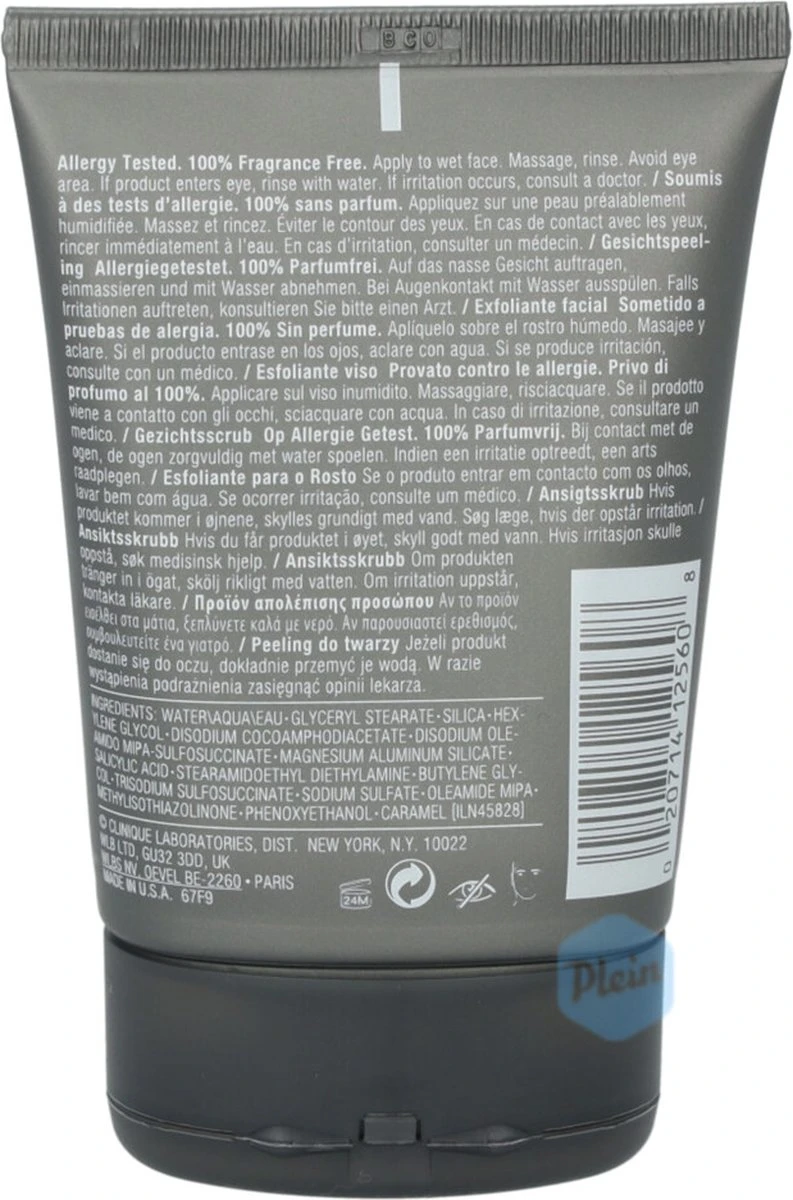 BCO
Allergy Tested. 100% Fragrance Free. Apply to wet face. Massage, rinse. Avoid eye
area. If product enters eye, rinse with water. If irritation occurs, consult a doctor. / Soumis
à des tests d'allergie. 100% sans parfum. Appliquez sur une peau préalablement
humidifiée. Massez et rincez. Éviter le contour des yeux. En cas de contact avec les yeux,
rincer immédiatement à l'eau. En cas d'irritation, consulter un médecin. / Gesichtspeel-
ing Allergiegetestet. 100% Parfumfrei. Auf das nasse Gesicht auftragen,
einmassieren und mit Wasser abnehmen. Bei Augenkontakt mit Wasser ausspülen. Falls
Irritationen auftreten, konsultieren Sie bitte einen Arzt. / Exfoliante facial Sometido a
pruebas de alergia. 100% Sin perfume. Aplíquelo sobre el rostro húmedo. Masajee y
aclare. Si el producto entrase en los ojos, aclare con agua. Si se produce irritación,
consulte con un médico. / Esfoliante viso Provato contro le allergie. Privo di
profumo al 100%. Applicare sul viso inumidito. Massaggiare, risciacquare. Se il prodotto
viene a contatto con gli occhi, sciacquare con acqua. In caso di irritazione, consultare un
medico. / Gezichtsscrub Op Allergie Getest. 100% Parfumvrij. Bij contact met de
ogen, de ogen zorgvuldig met water spoelen. Indien een irritatie optreedt, een arts
raadplegen. / Esfoliante para o Rosto Se o produto entrar em contacto com os olhos,
lavar bem com água. Se ocorrer irritação, consulte um médico. / Ansigtsskrub Hvis
produktet kommer i øjnene, skylles grundigt med vand. Søg læge, hvis der opstår irritation. /
Ansiktsskrubb Hvis du får produktet i øyet, skyll godt med vann. Hvis irritasjon skulle
oppstå, søk medisinsk hjelp. / Ansiktsskrubb Om produkten
tränger in i ögat, skölj rikligt med vatten. Om irritation uppstår,
kontakta läkare. / Προϊόν απολέπισης προσώπου Αν το προϊόν
εισέλθει στα μάτια, ξεπλύνετε καλά με νερό. Αν παρουσιαστεί ερεθισμός,
συμβουλευτείτε ένα γιατρό. / Peeling do twarzy Jeżeli produkt
dostanie się do oczu, dokładnie przemyć je wodą. W razie
wystąpienia podrażnienia zasięgnąć opinii lekarza.
INGREDIENTS: WATER\AQUA\EAU • GLYCERYL STEARATE • SILICA • HEX-
YLENE GLYCOL • DISODIUM COCOAMPHODIACETATE • DISODIUM OLE-
AMIDO MIPA-SULFOSUCCINATE • MAGNESIUM ALUMINUM SILICATE •
SALICYLIC ACID • STEARAMIDOETHYL DIETHYLAMINE • BUTYLENE GLY-
COL • TRISODIUM SULFOSUCCINATE • SODIUM SULFATE • OLEAMIDE MIPA •
METHYLISOTHIAZOLINONE • PHENOXYETHANOL • CARAMEL [ILN45828]
© CLINIQUE LABORATORIES, DIST. NEW YORK, N.Y. 10022
WLB LTD, GU32 3DD, UK
WLBS NV, OEVEL BE-2260 • PARIS
MADE IN U.S.A. 67F9
24M
0 20714 12560 8
Plein